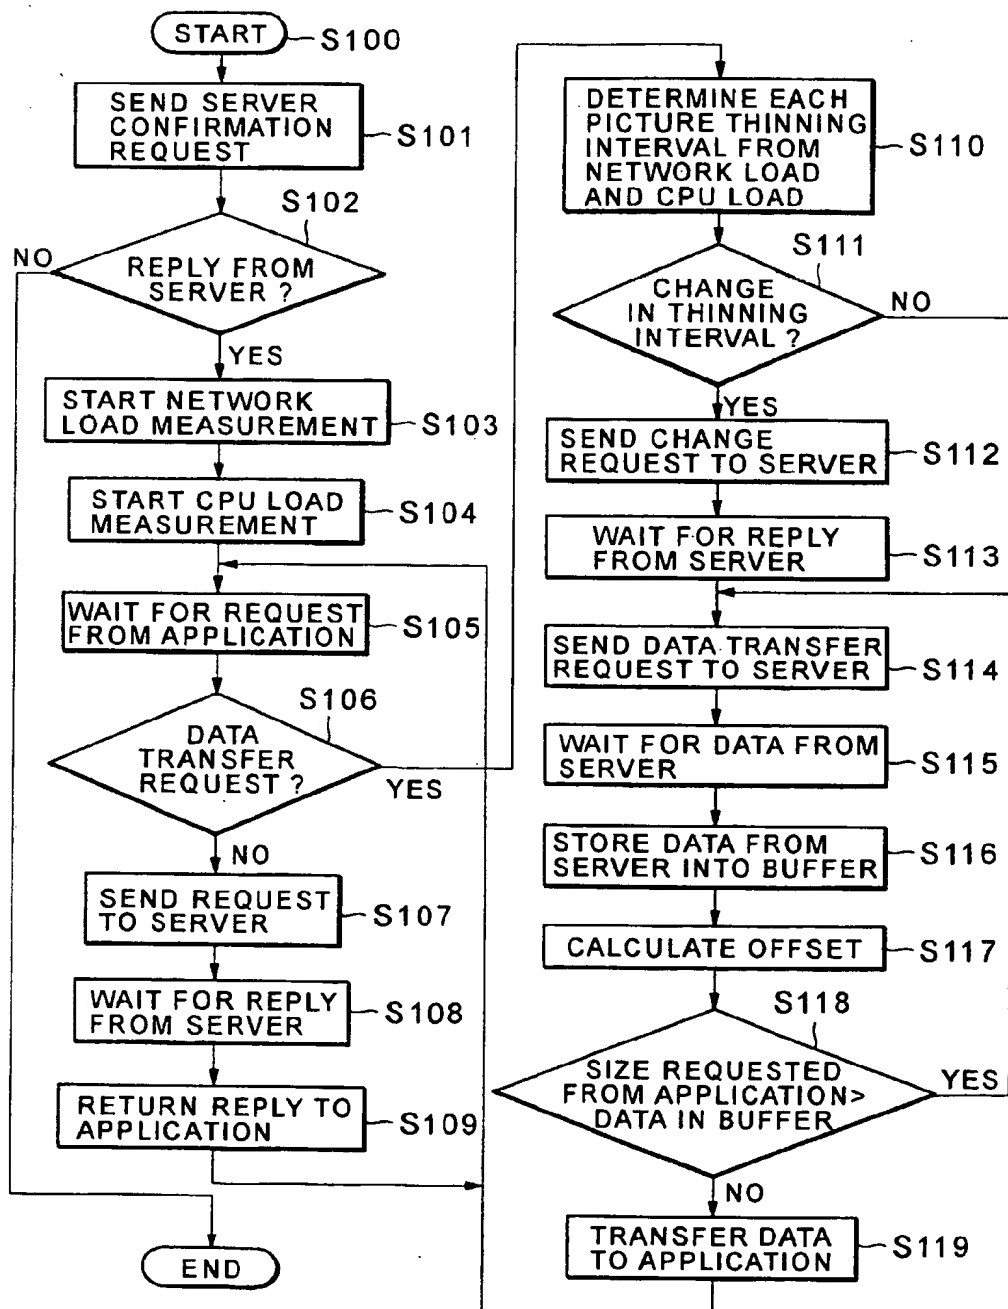 START
S100
SEND SERVER
CONFIRMATION
REQUEST
S101
S102
NO
REPLY FROM
SERVER ?
YES
START NETWORK
LOAD MEASUREMENT
S103
START CPU LOAD
MEASUREMENT
S104
WAIT FOR REQUEST
FROM APPLICATION
S105
S106
DATA
TRANSFER
REQUEST ?
YES
NO
SEND REQUEST
TO SERVER
S107
WAIT FOR REPLY
FROM SERVER
S108
RETURN REPLY TO
APPLICATION
S109
END
DETERMINE EACH
PICTURE THINNING
INTERVAL FROM
NETWORK LOAD
AND CPU LOAD
S110
S111
CHANGE
IN THINNING
INTERVAL ?
NO
YES
SEND CHANGE
REQUEST TO SERVER
S112
WAIT FOR REPLY
FROM SERVER
S113
SEND DATA TRANSFER
REQUEST TO SERVER
S114
WAIT FOR DATA FROM
SERVER
S115
STORE DATA FROM
SERVER INTO BUFFER
S116
CALCULATE OFFSET
S117
S118
SIZE REQUESTED
FROM APPLICATION>
DATA IN BUFFER
YES
NO
TRANSFER DATA
TO APPLICATION
S119